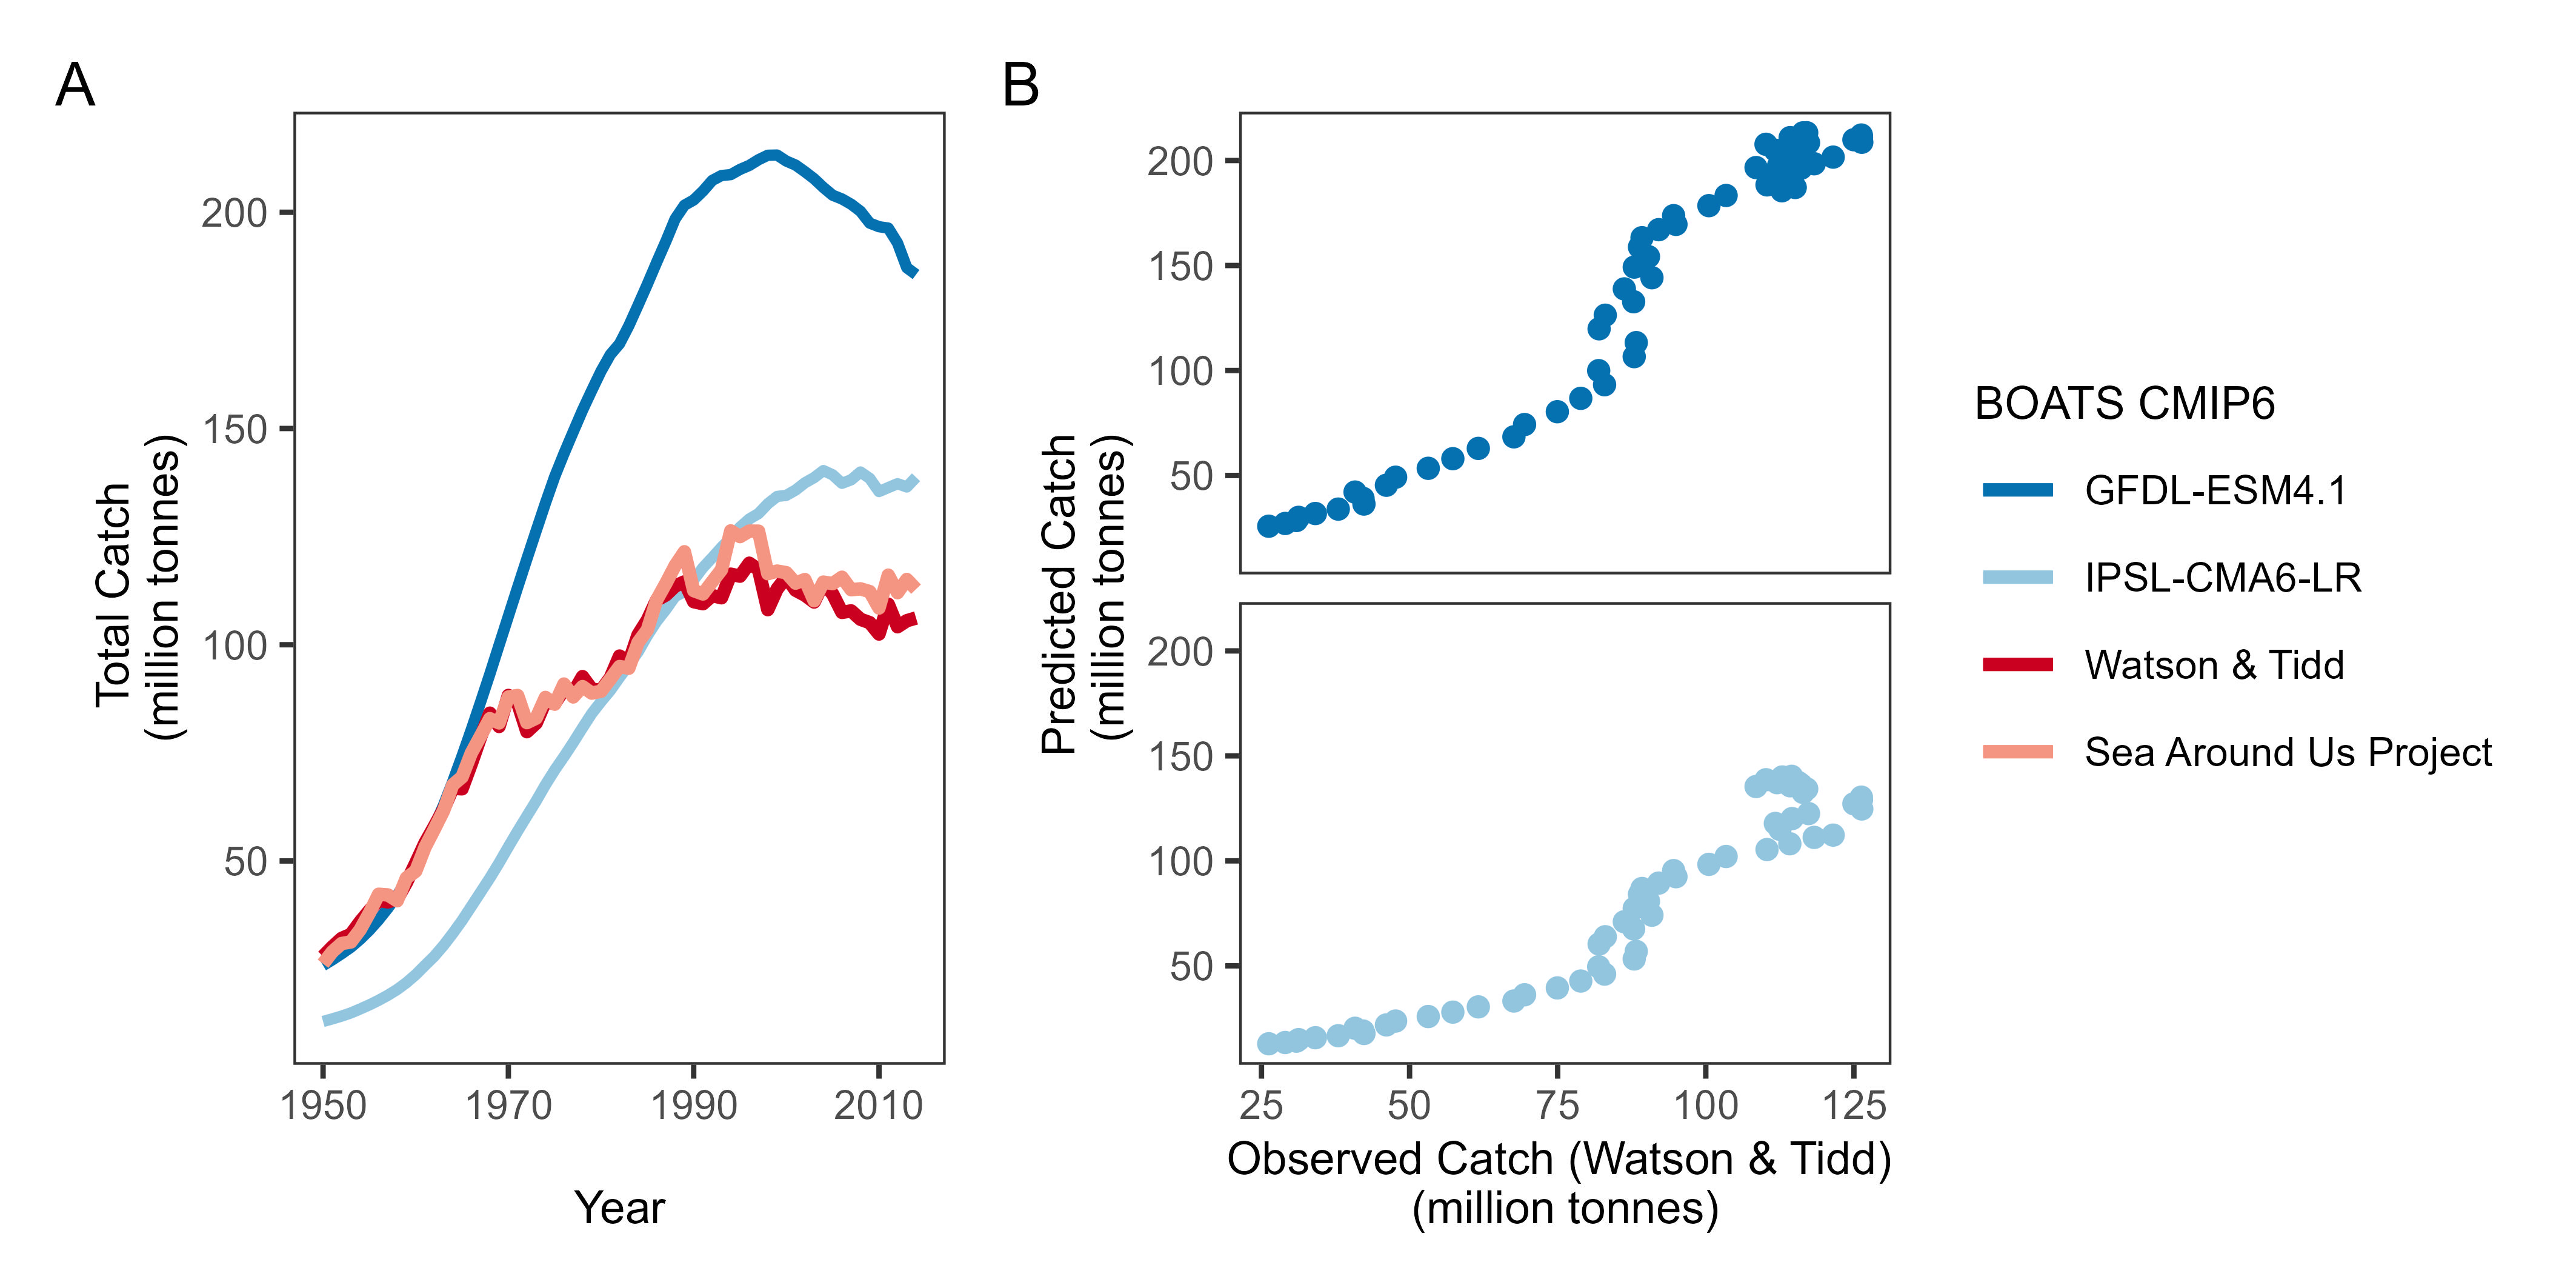 A
Total Catch
(million tonnes)
200
150
100
50
1950
1970
1990
2010
Year
B
Predicted Catch
(million tonnes)
200
150
100
50
200
150
100
50
25
50
75
100
125
Observed Catch (Watson & Tidd)
(million tonnes)
BOATS CMIP6
GFDL-ESM4.1
IPSL-CMA6-LR
Watson & Tidd
Sea Around Us Project